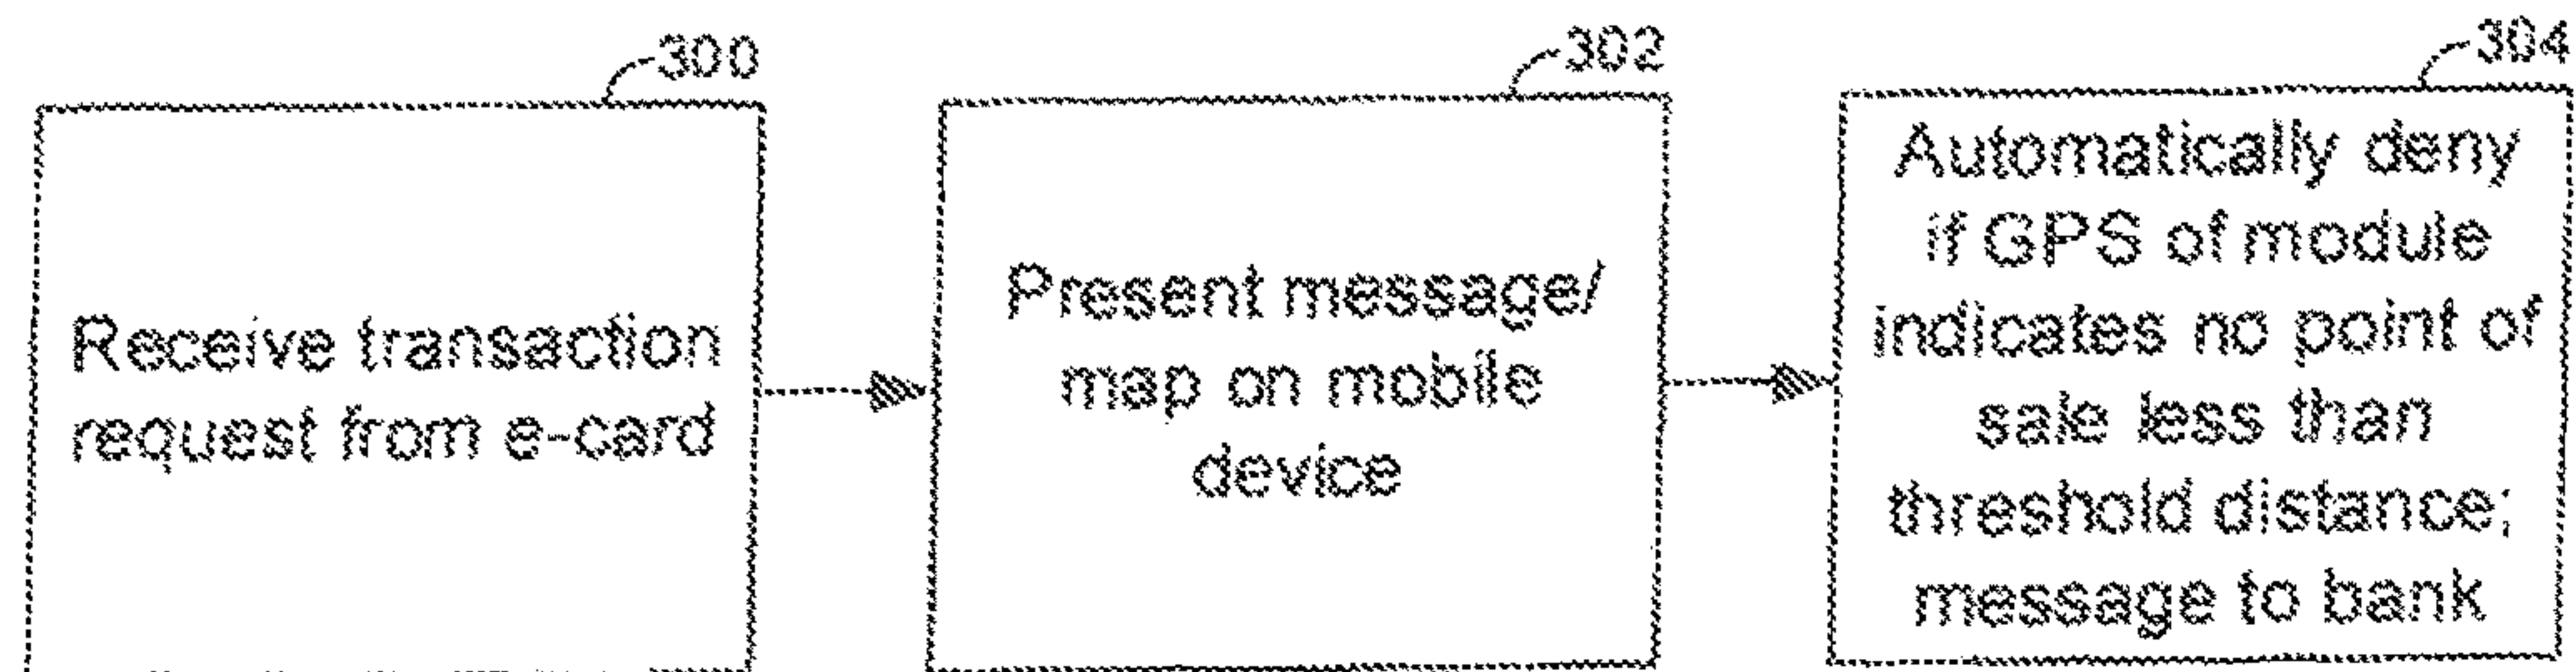 300
Receive transaction
request from e-card
302
Present message/
map on mobile
device
304
Automatically deny
if GPS of module
indicates no point of
sale less than
threshold distance;
message to bank